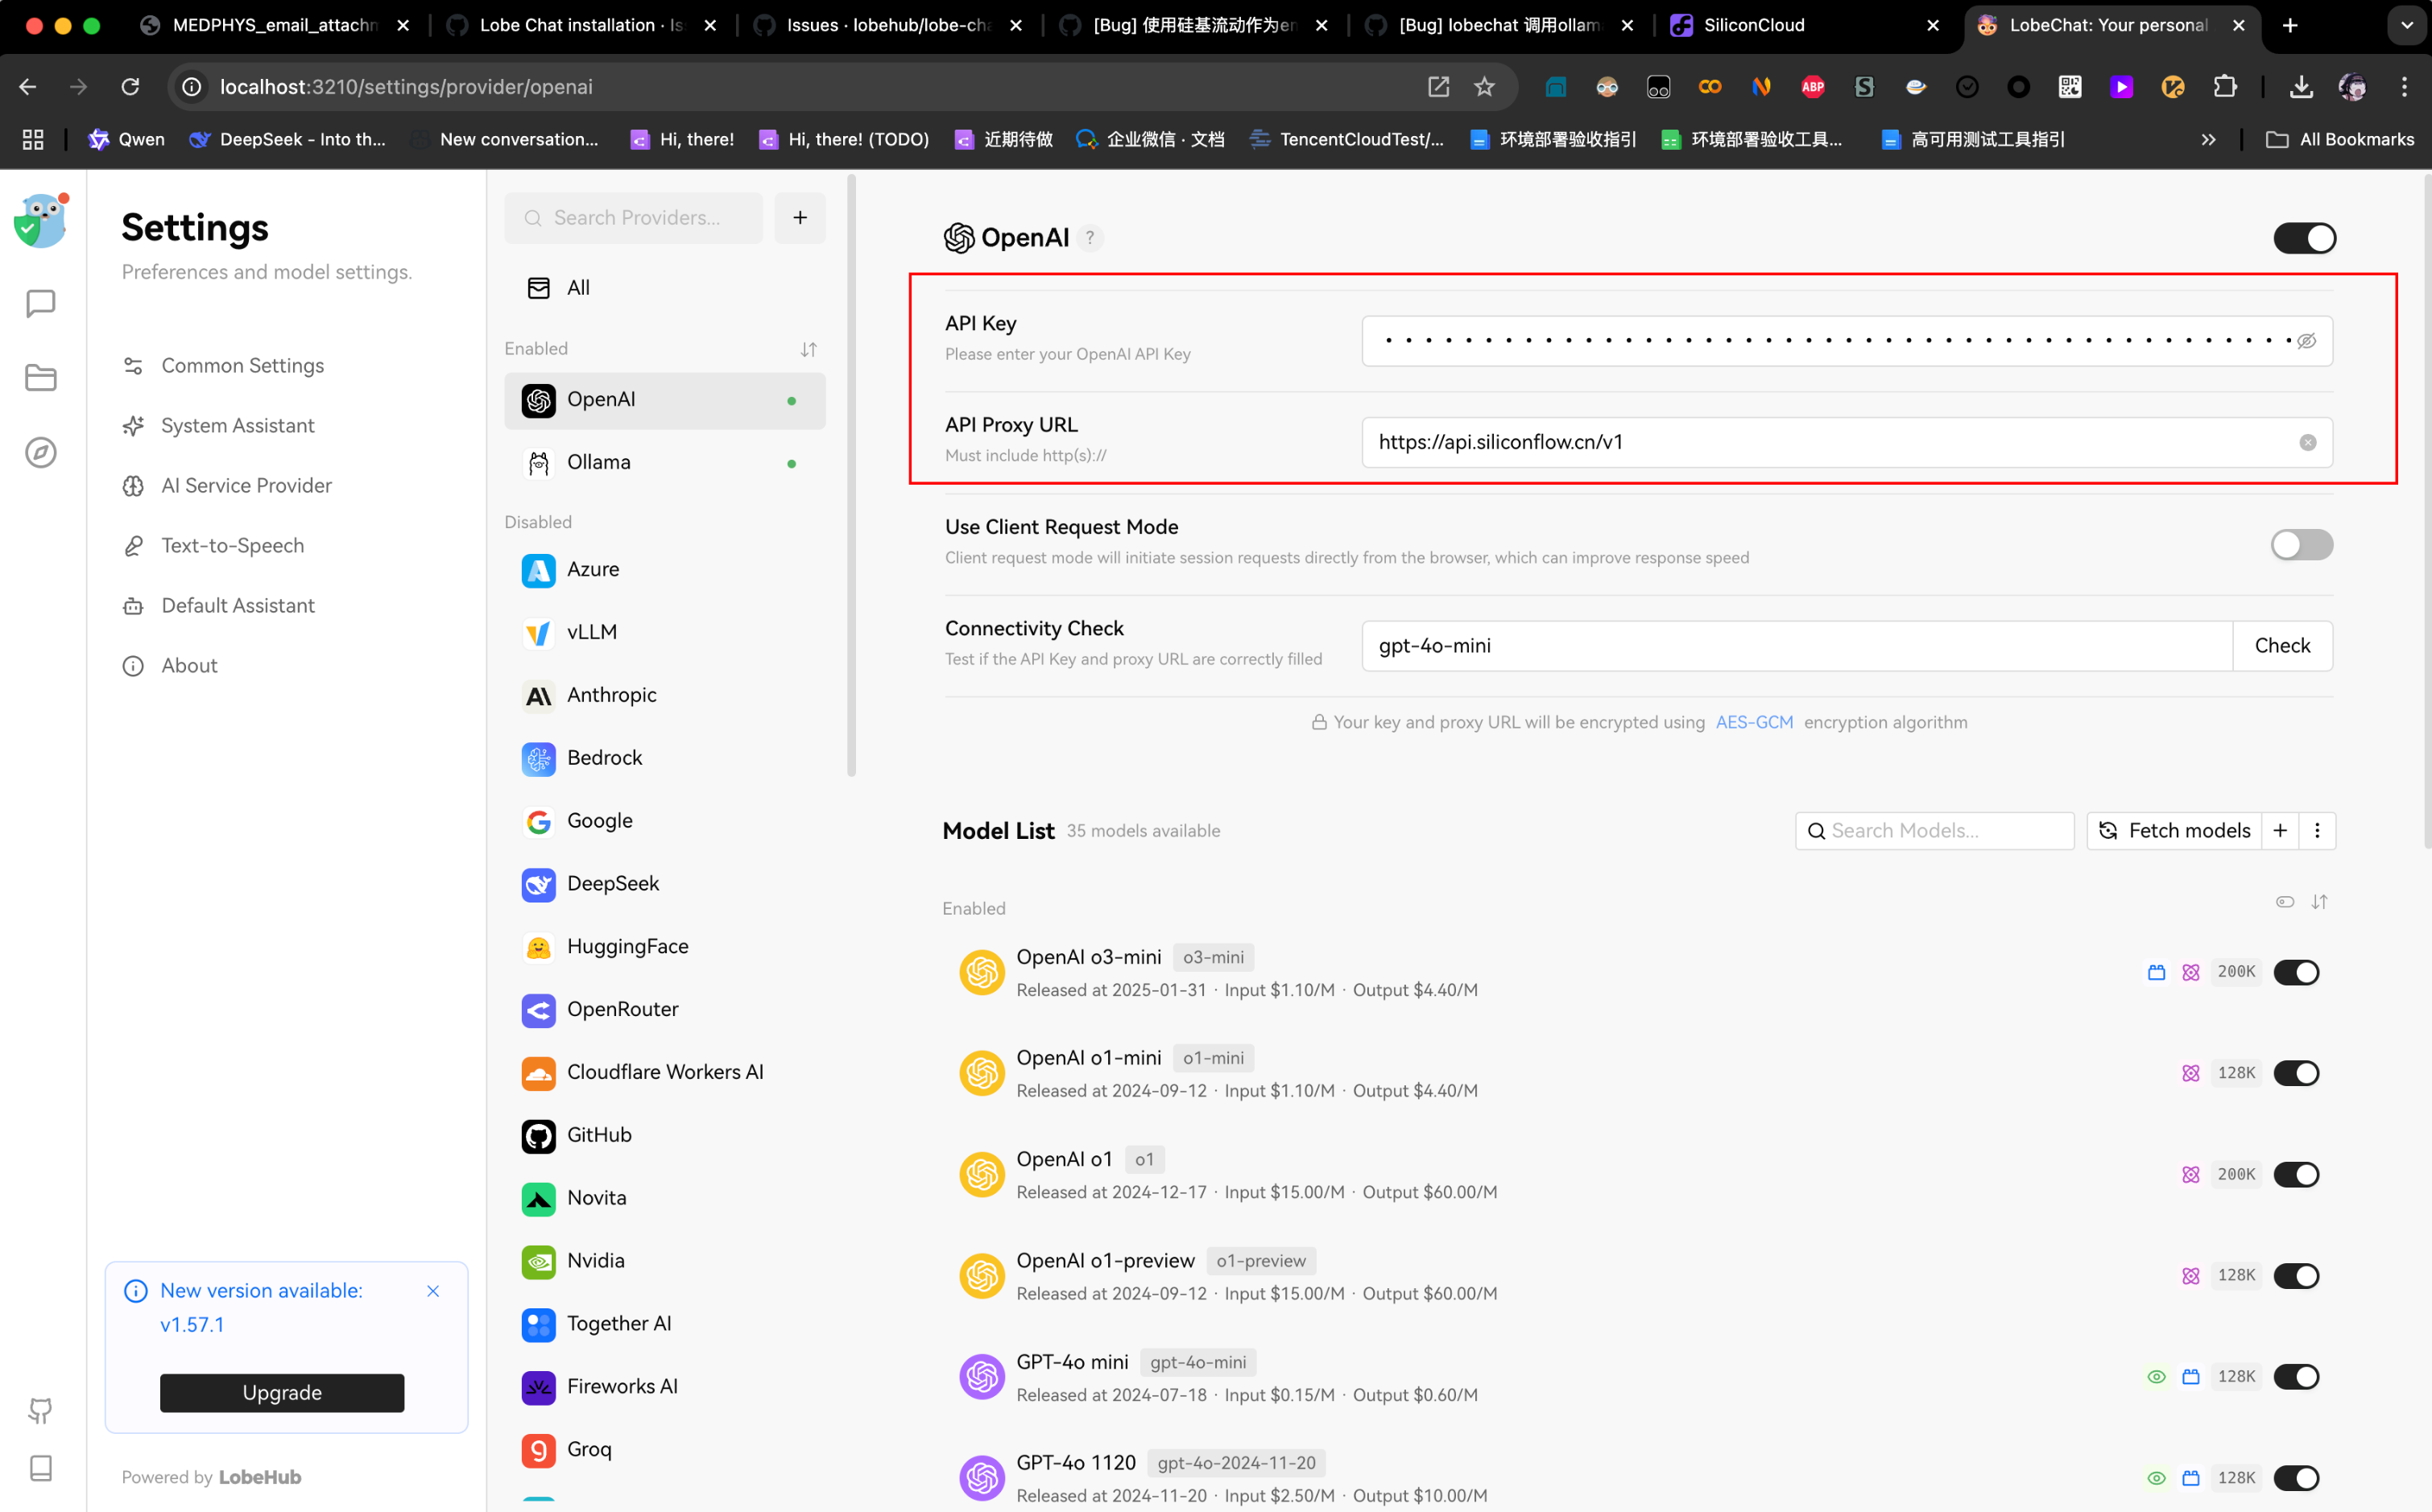 MEDPHYS_email_attachn
Lobe Chat installation · Is
Issues · lobehub/lobe-cha
[Bug] 使用硅基流动作为en
[Bug] lobechat 调用ollam
SiliconCloud
LobeChat: Your personal
localhost:3210/settings/provider/openai
ABP
Qwen
DeepSeek - Into th...
New conversation...
Hi, there!
Hi, there! (TODO)
近期待做
企业微信 · 文档
TencentCloudTest/...
环境部署验收指引
环境部署验收工具...
高可用测试工具指引
All Bookmarks
Settings
Preferences and model settings.
Common Settings
System Assistant
AI Service Provider
Text-to-Speech
Default Assistant
About
New version available:
v1.57.1
Upgrade
Powered by LobeHub
Search Providers...
All
Enabled
OpenAI
Ollama
Disabled
Azure
vLLM
Anthropic
Bedrock
Google
DeepSeek
HuggingFace
OpenRouter
Cloudflare Workers AI
GitHub
Novita
Nvidia
Together AI
Fireworks AI
Groq
OpenAI ?
API Key
Please enter your OpenAI API Key
API Proxy URL
Must include http(s)://
https://api.siliconflow.cn/v1
Use Client Request Mode
Client request mode will initiate session requests directly from the browser, which can improve response speed
Connectivity Check
Test if the API Key and proxy URL are correctly filled
gpt-4o-mini
Check
Your key and proxy URL will be encrypted using AES-GCM encryption algorithm
Model List 35 models available
Search Models...
Fetch models
Enabled
OpenAI o3-mini o3-mini
Released at 2025-01-31 · Input $1.10/M · Output $4.40/M
200K
OpenAI o1-mini o1-mini
Released at 2024-09-12 · Input $1.10/M · Output $4.40/M
128K
OpenAI o1 o1
Released at 2024-12-17 · Input $15.00/M · Output $60.00/M
200K
OpenAI o1-preview o1-preview
Released at 2024-09-12 · Input $15.00/M · Output $60.00/M
128K
GPT-4o mini gpt-4o-mini
Released at 2024-07-18 · Input $0.15/M · Output $0.60/M
128K
GPT-4o 1120 gpt-4o-2024-11-20
Released at 2024-11-20 · Input $2.50/M · Output $10.00/M
128K